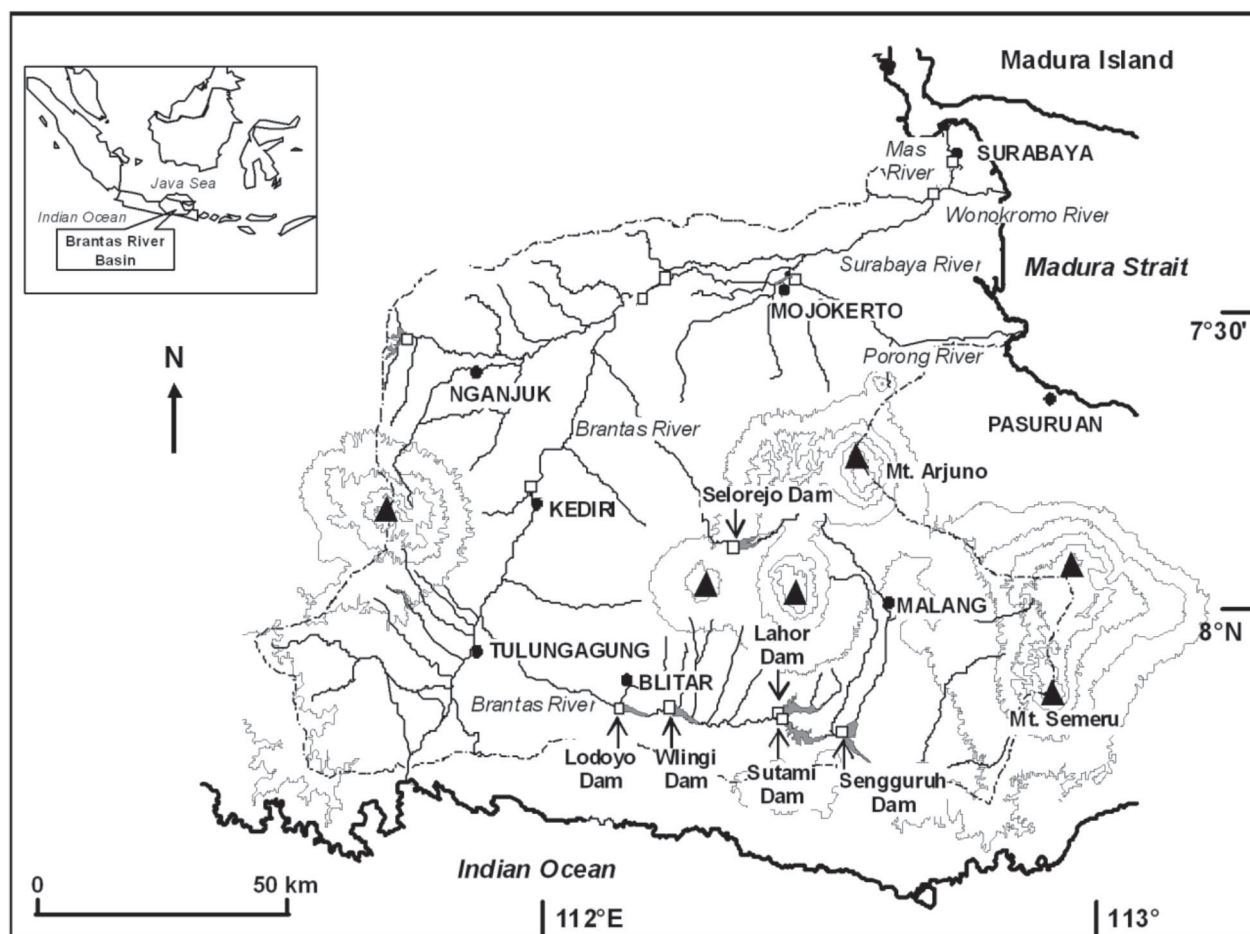 Madura Island
Java Sea
Indian Ocean
Brantas River
Basin
Mas
River
SURABAYA
Wonokromo River
Surabaya River
Madura Strait
MOJOKERTO
7°30'
N
Porong River
NGANJUK
PASURUAN
Brantas River
Mt. Arjuno
Selorejo Dam
KEDIRI
MALANG
8°N
Lahor
Dam
TULUNGAGUNG
BLITAR
Brantas River
Mt. Semeru
Lodoyo
Dam
Wlingi
Dam
Sutami
Dam
Sengguruh
Dam
Indian Ocean
0 50 km
112°E
113°